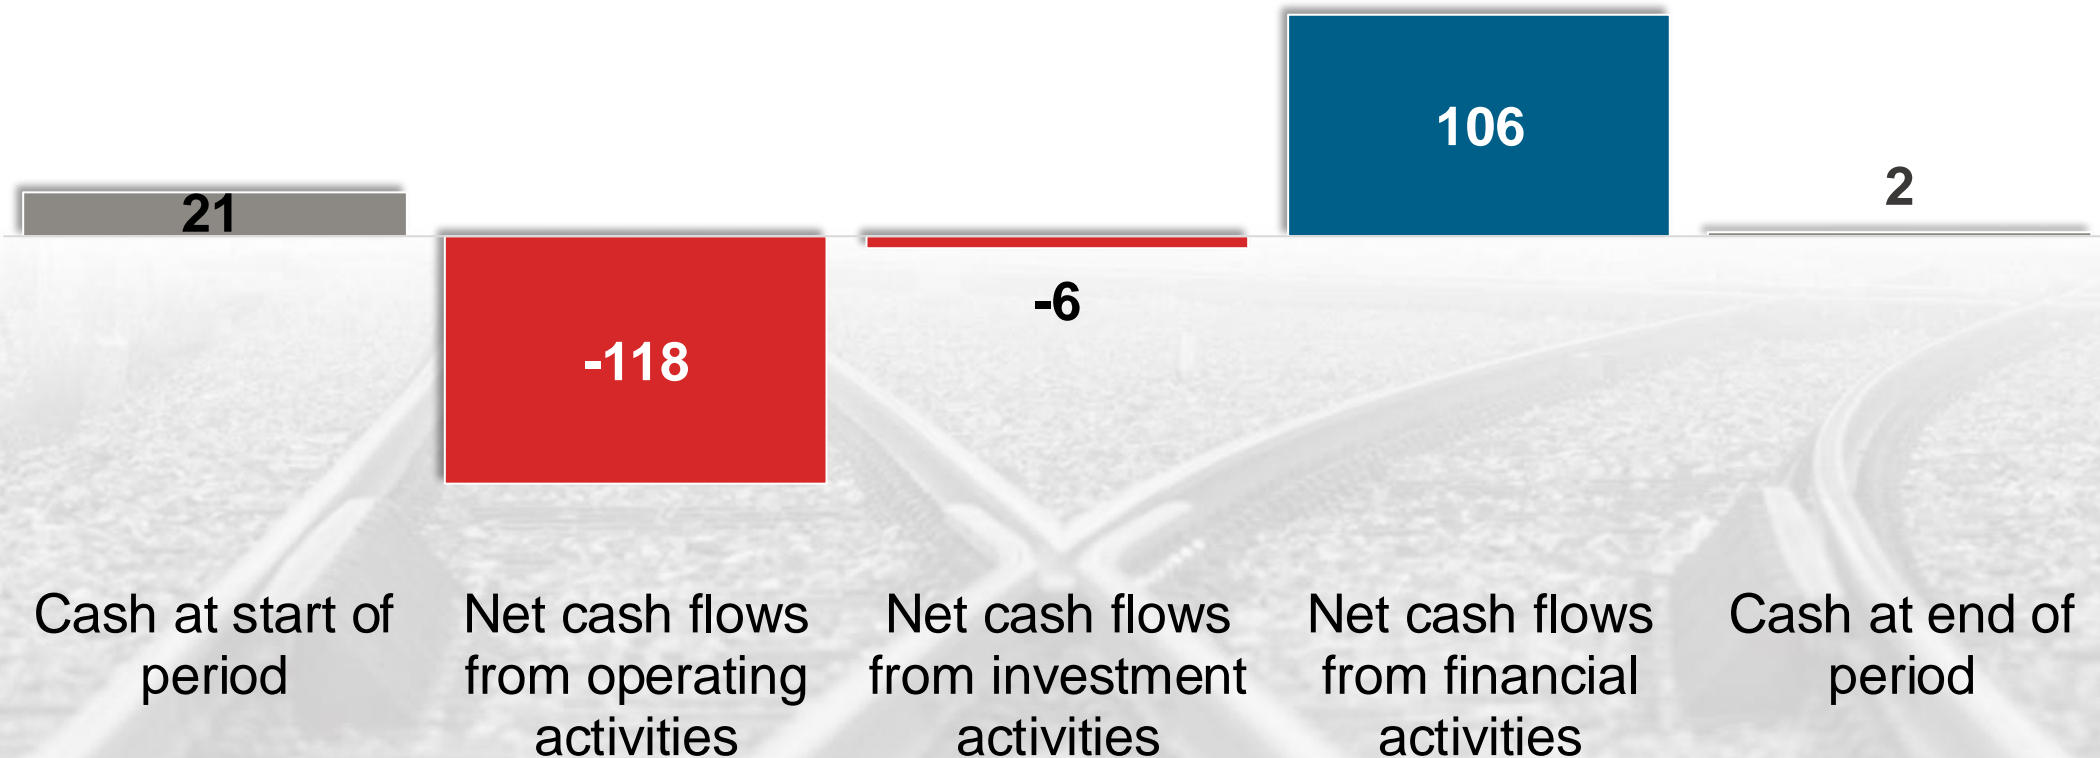 106
2
21
-6
-118
Cash at start of
period
Net cash flows
from operating
activities
Net cash flows
from investment
activities
Net cash flows
from financial
activities
Cash at end of
period